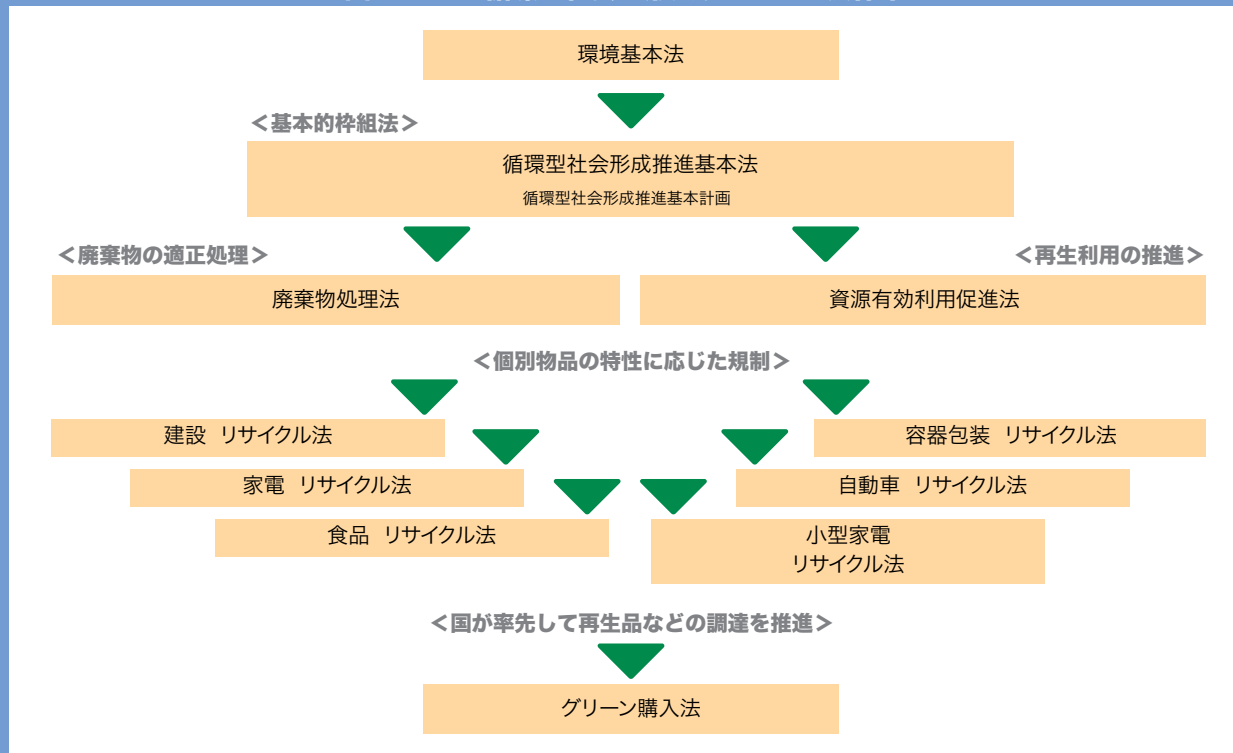 環境基本法
＜基本的枠組法＞
循環型社会形成推進基本法
循環型社会形成推進基本計画
＜廃棄物の適正処理＞
＜再生利用の推進＞
廃棄物処理法
資源有効利用促進法
＜個別物品の特性に応じた規制＞
建設　リサイクル法
容器包装　リサイクル法
家電　リサイクル法
自動車　リサイクル法
食品　リサイクル法
小型家電
リサイクル法
＜国が率先して再生品などの調達を推進＞
グリーン購入法